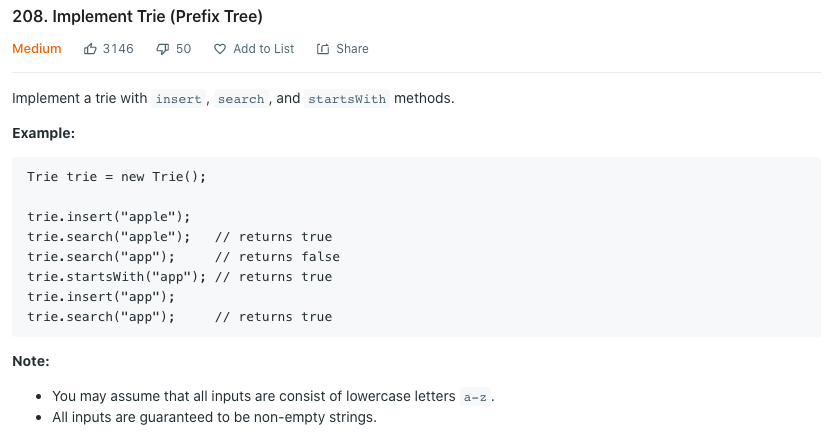 208. Implement Trie (Prefix Tree)
Medium 3146 50 Add to List Share
Implement a trie with insert, search, and startsWith methods.
Example:
Trie trie = new Trie();
trie.insert("apple");
trie.search("apple");   // returns true
trie.search("app");     // returns false
trie.startsWith("app"); // returns true
trie.insert("app");
trie.search("app");     // returns true
Note:
• You may assume that all inputs are consist of lowercase letters a-z.
• All inputs are guaranteed to be non-empty strings.